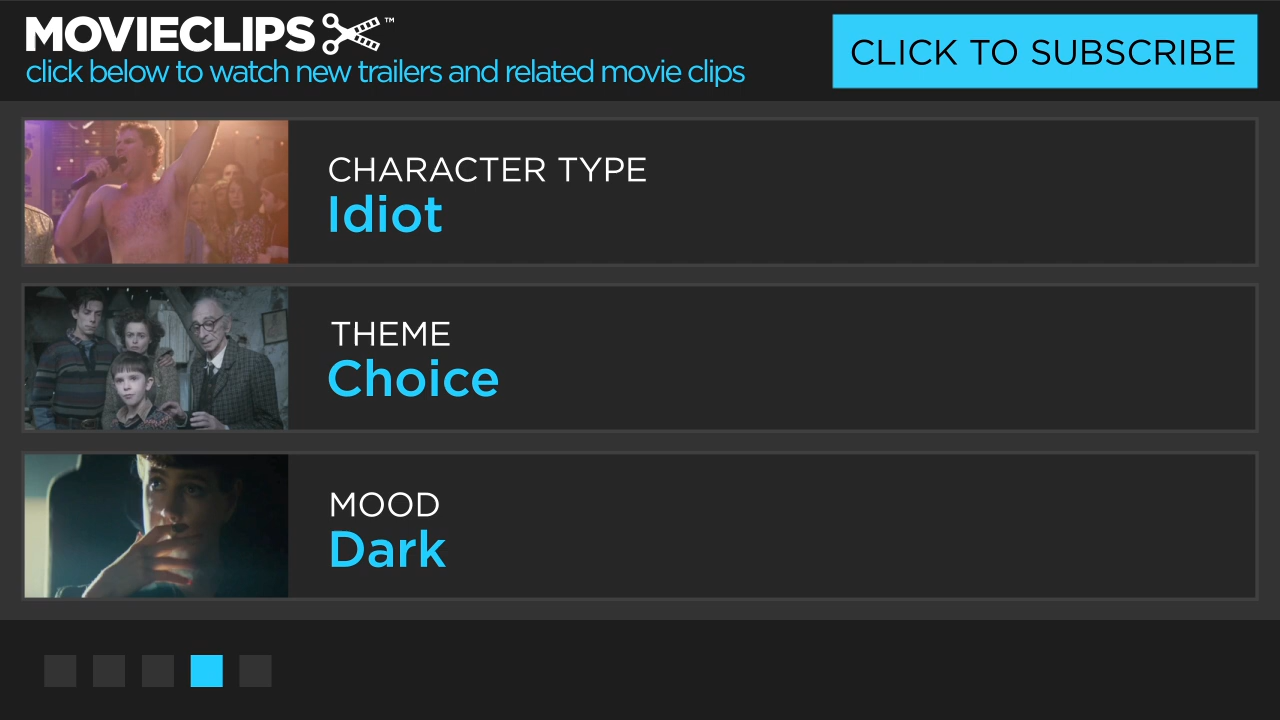 MOVIECLIPS™
click below to watch new trailers and related movie clips
CLICK TO SUBSCRIBE
CHARACTER TYPE
Idiot
THEME
Choice
MOOD
Dark